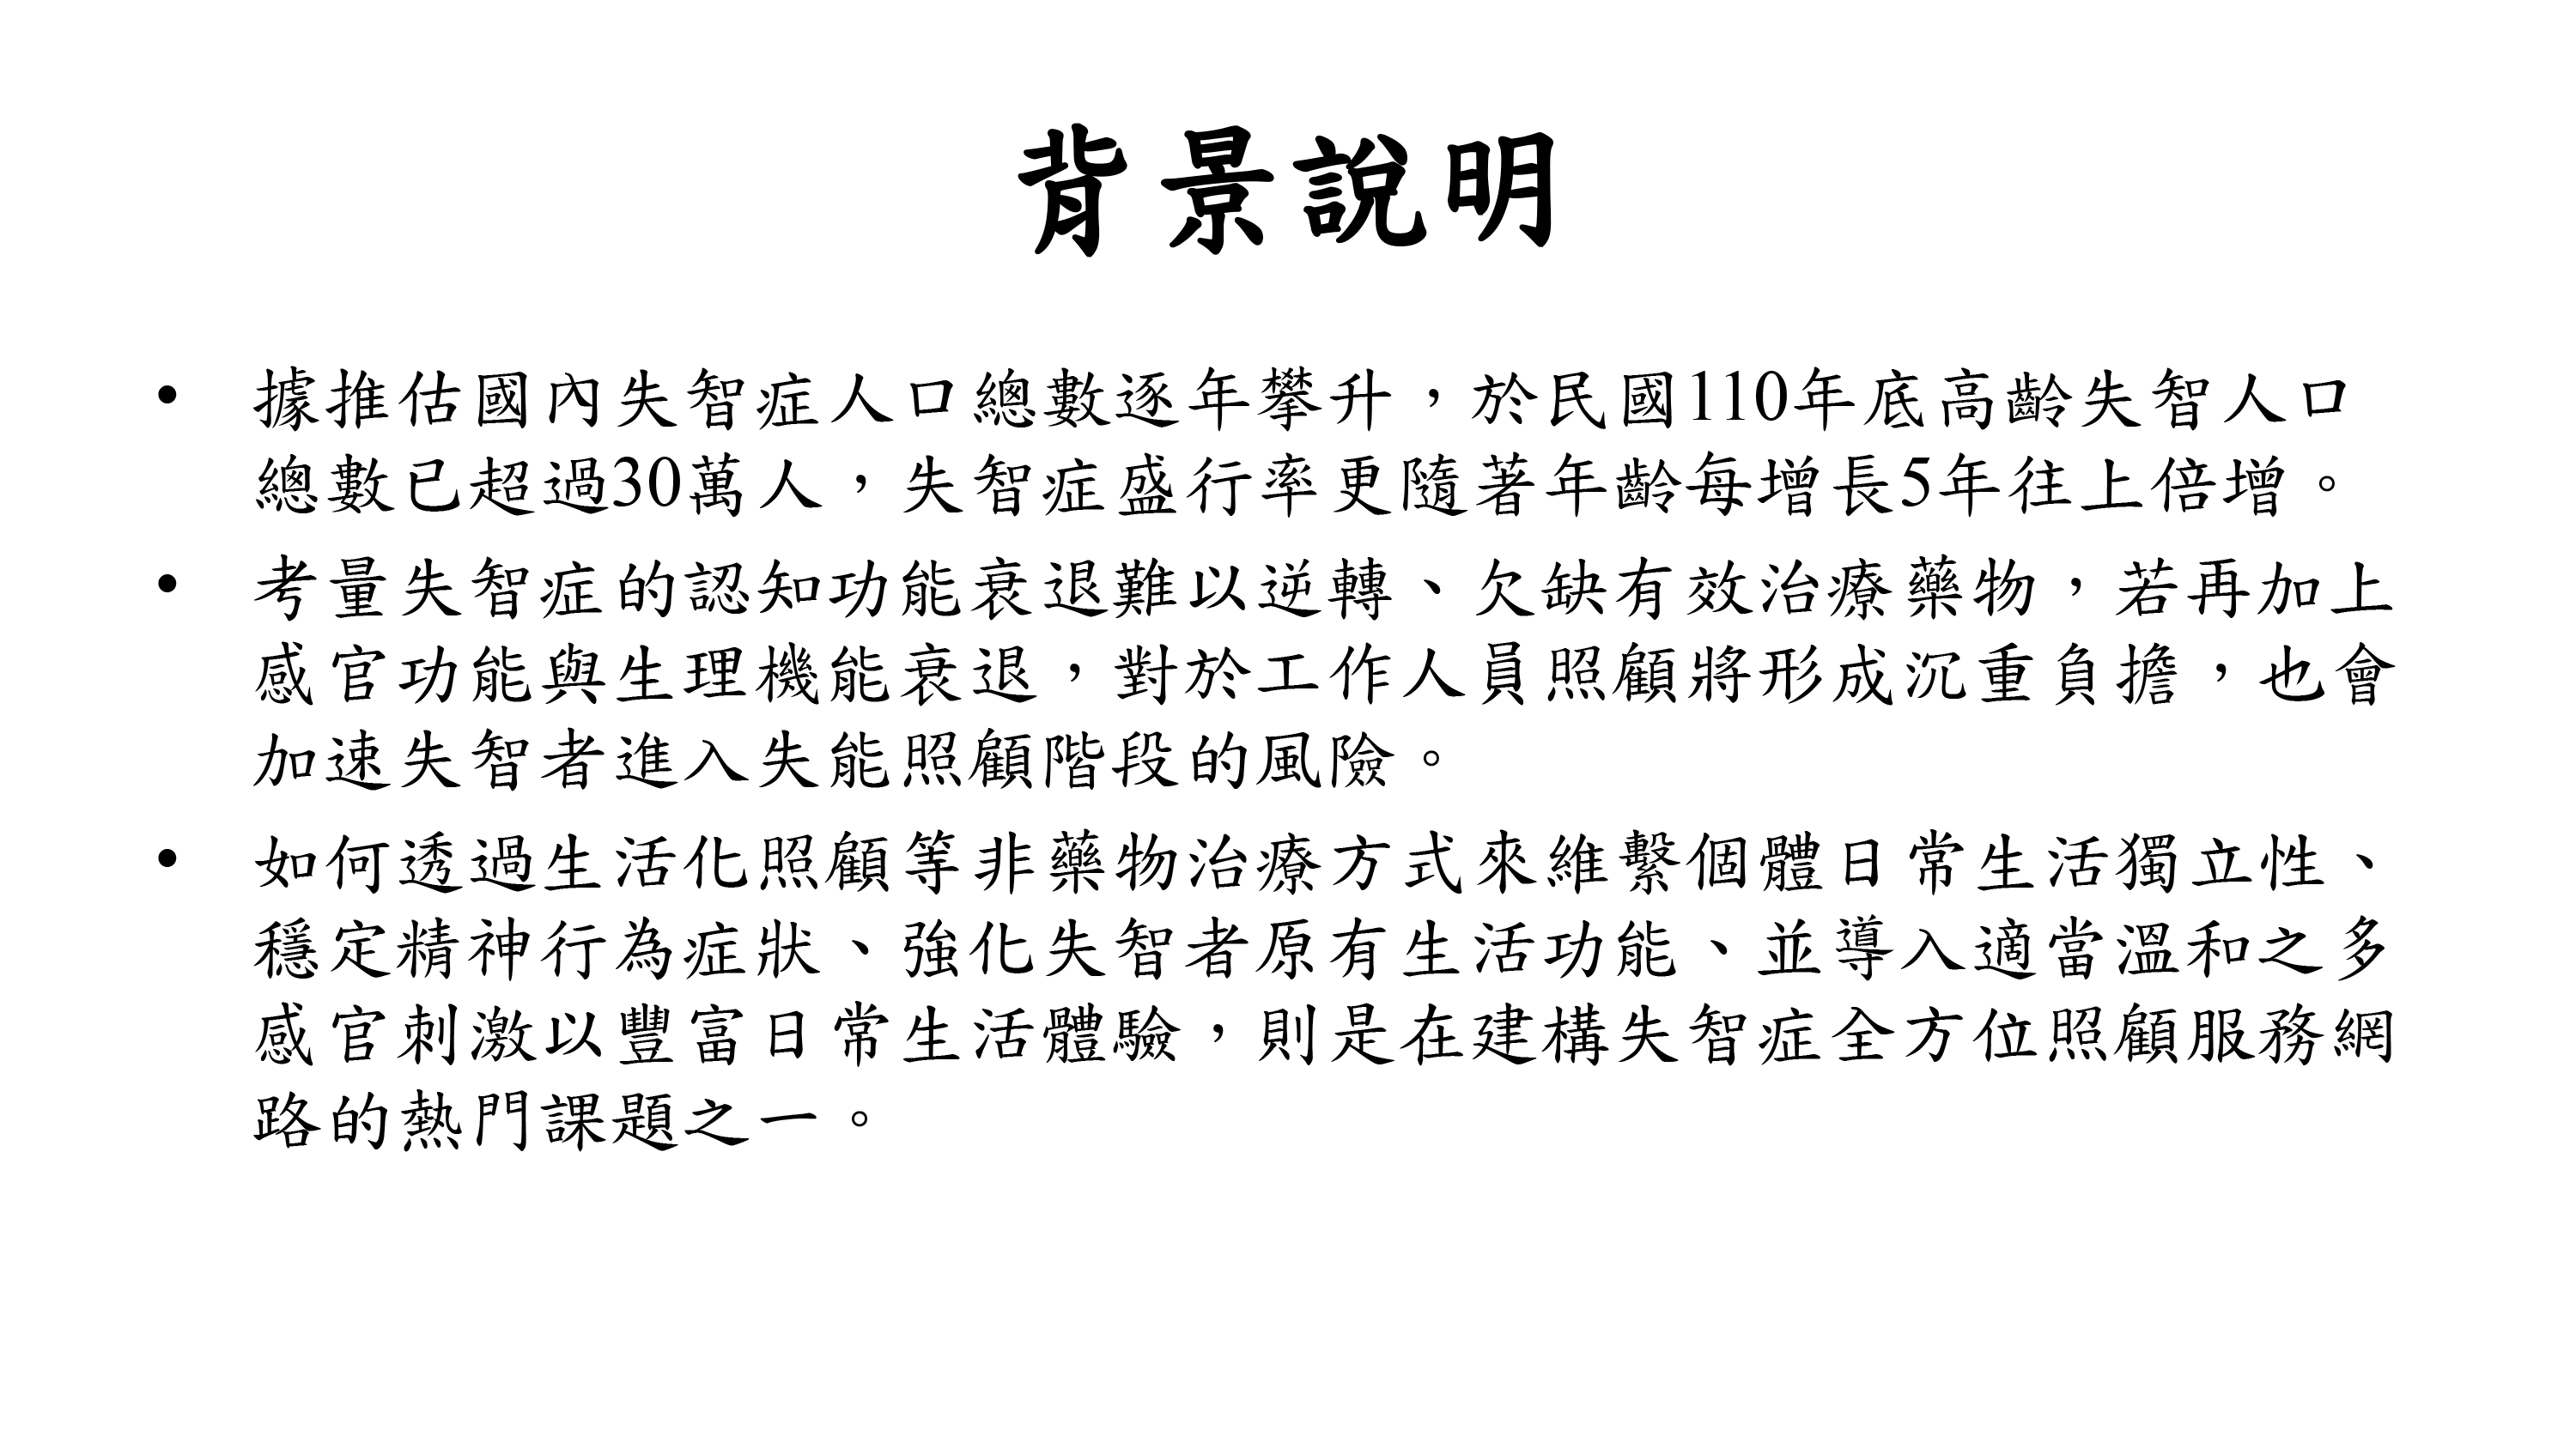 背景說明
• 據推估國內失智症人口總數逐年攀升，於民國110年底高齡失智人口
總數已超過30萬人，失智症盛行率更隨著年齡每增長5年往上倍增。
• 考量失智症的認知功能衰退難以逆轉、欠缺有效治療藥物，若再加上
感官功能與生理機能衰退，對於工作人員照顧將形成沉重負擔，也會
加速失智者進入失能照顧階段的風險。
• 如何透過生活化照顧等非藥物治療方式來維繫個體日常生活獨立性、
穩定精神行為症狀、強化失智者原有生活功能、並導入適當溫和之多
感官刺激以豐富日常生活體驗，則是在建構失智症全方位照顧服務網
路的熱門課題之一。